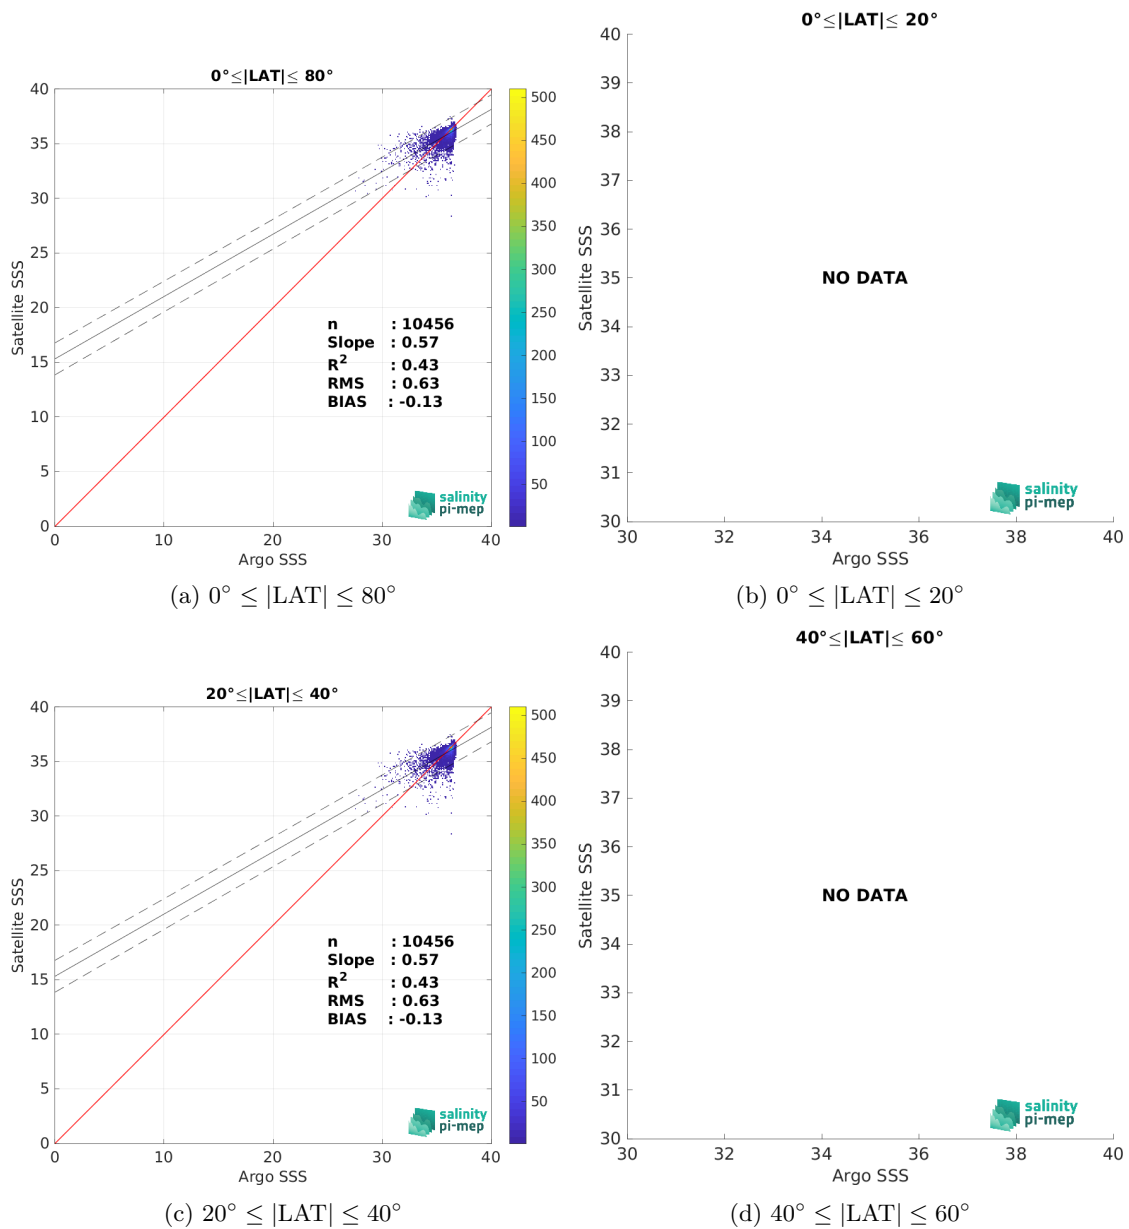 0°≤|LAT|≤ 80°
40
35
30
25
20
15
10
5
0
0
10
20
30
40
Satellite SSS
Argo SSS
n : 10456
Slope : 0.57
R² : 0.43
RMS : 0.63
BIAS : -0.13
salinity
pi-mep
500
450
400
350
300
250
200
150
100
50
(a) 0° ≤ |LAT| ≤ 80°
0°≤|LAT|≤ 20°
40
39
38
37
36
35
34
33
32
31
30
30
32
34
36
38
40
Satellite SSS
Argo SSS
NO DATA
salinity
pi-mep
(b) 0° ≤ |LAT| ≤ 20°
20°≤|LAT|≤ 40°
40
35
30
25
20
15
10
5
0
0
10
20
30
40
Satellite SSS
Argo SSS
n : 10456
Slope : 0.57
R² : 0.43
RMS : 0.63
BIAS : -0.13
salinity
pi-mep
500
450
400
350
300
250
200
150
100
50
(c) 20° ≤ |LAT| ≤ 40°
40°≤|LAT|≤ 60°
40
39
38
37
36
35
34
33
32
31
30
30
32
34
36
38
40
Satellite SSS
Argo SSS
NO DATA
salinity
pi-mep
(d) 40° ≤ |LAT| ≤ 60°